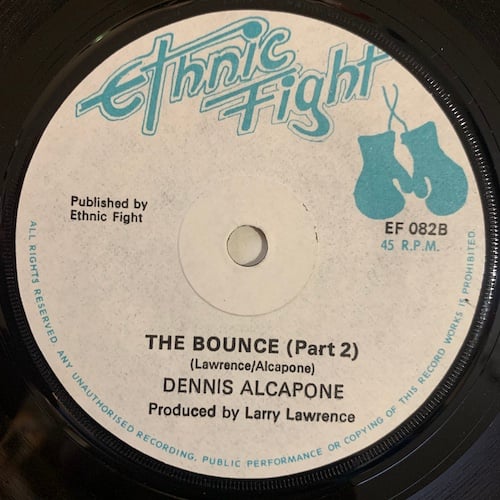 Ethnic
Fight
Published by
Ethnic Fight
EF 082B
45 R.P.M.
THE BOUNCE (Part 2)
(Lawrence/Alcapone)
DENNIS ALCAPONE
Produced by Larry Lawrence
ALL RIGHTS RESERVED. ANY UNAUTHORISED RECORDING, PUBLIC PERFORMANCE OR COPYING OF THIS RECORD WORKS IS PROHIBITED.